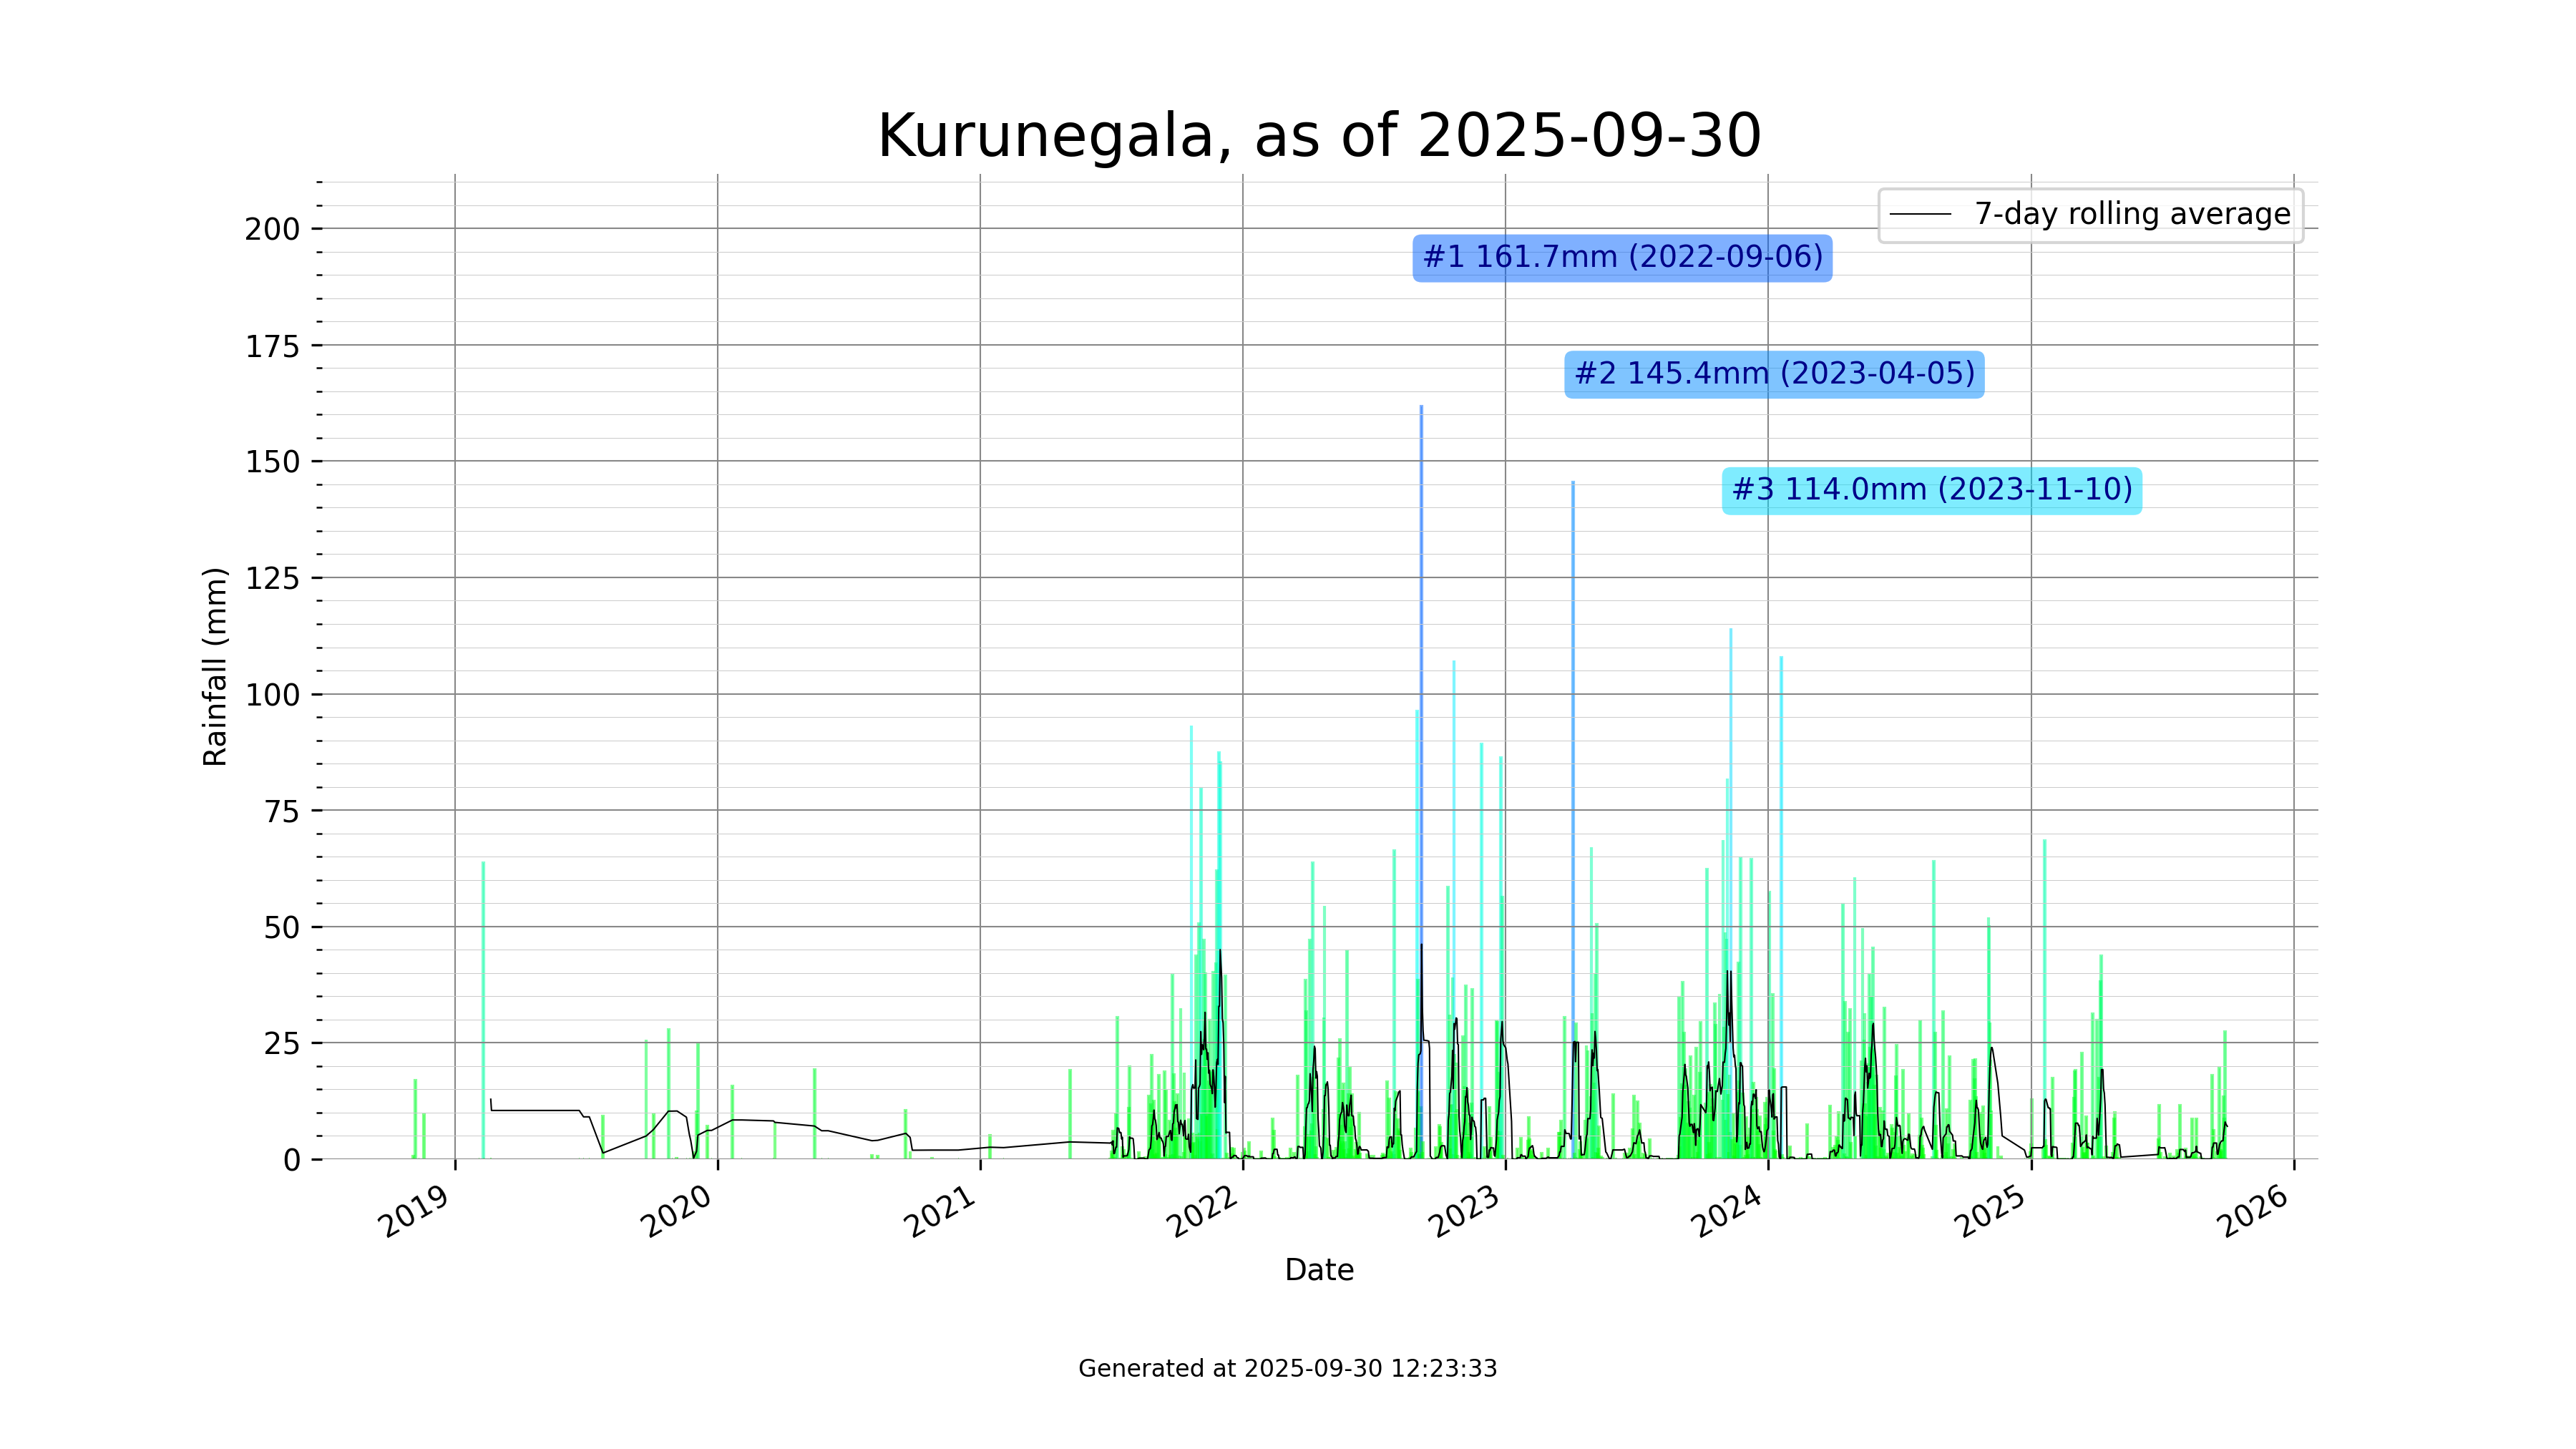 Kurunegala, as of 2025-09-30
7-day rolling average
#1 161.7mm (2022-09-06)
#2 145.4mm (2023-04-05)
#3 114.0mm (2023-11-10)
Rainfall (mm)
200
175
150
125
100
75
50
25
0
2019 2020 2021 2022 2023 2024 2025 2026
Date
Generated at 2025-09-30 12:23:33